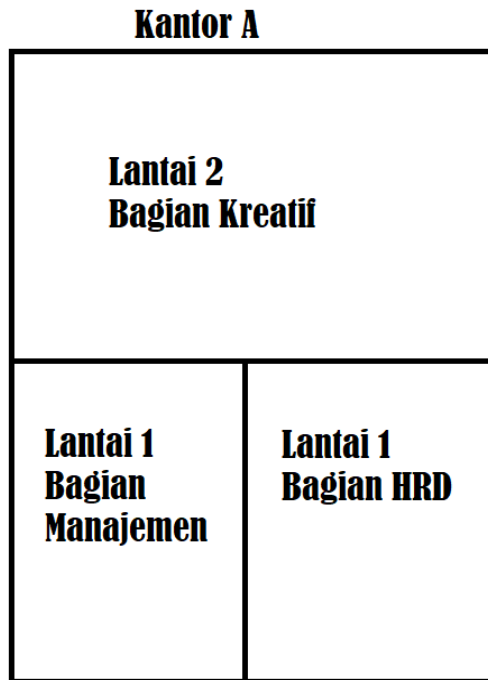 Kantor A
Lantai 2
Bagian Kreatif
Lantai 1
Bagian
Manajemen
Lantai 1
Bagian HRD